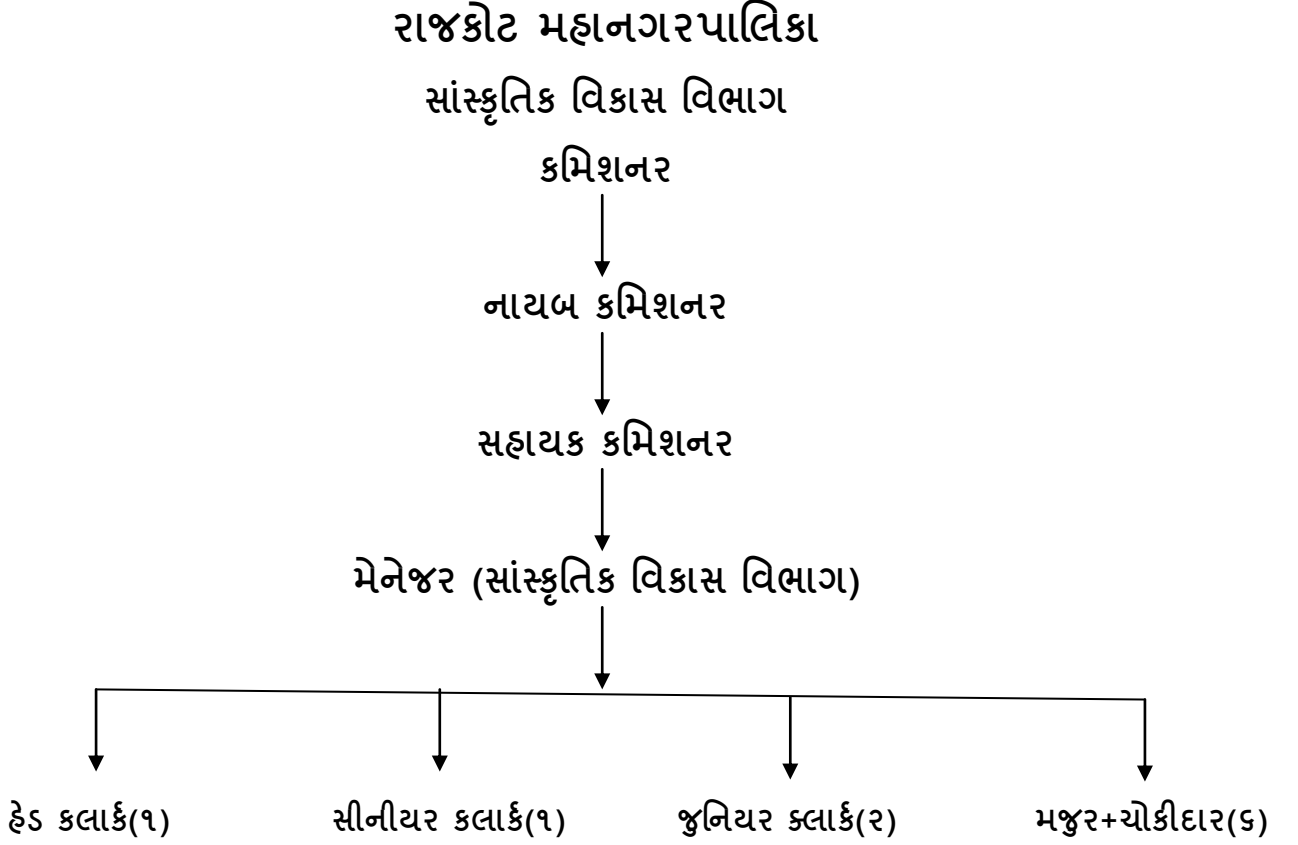 રાજકોટ મહાનગરપાલિકા
સાંસ્કૃતિક વિકાસ વિભાગ
કમિશનર
નાયબ કમિશનર
સહાયક કમિશનર
મેનેજર (સાંસ્કૃતિક વિકાસ વિભાગ)
હેડ કલાર્ક(૧) સીનીયર કલાર્ક(૧) જુનિયર ક્લાર્ક(૨) મજુર+ચોકીદાર(૬)